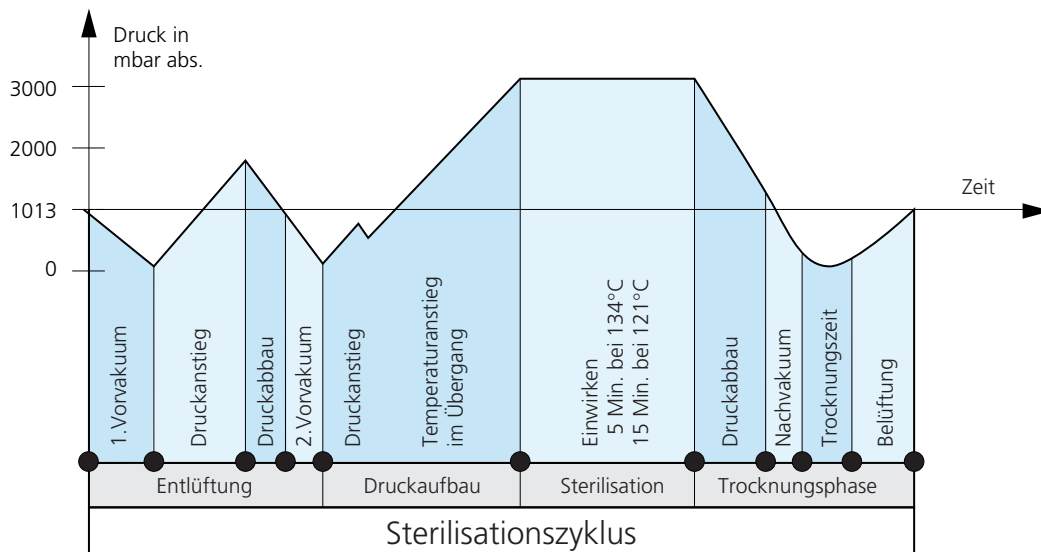 Druck in
mbar abs.
3000
2000
1013
0
Zeit
1.Vorvakuum
Druckanstieg
Druckabbau
2.Vorvakuum
Druckanstieg
Temperaturanstieg
im Übergang
Einwirken
5 Min. bei 134°C
15 Min. bei 121°C
Druckabbau
Nachvakuum
Trocknungszeit
Belüftung
Entlüftung
Druckaufbau
Sterilisation
Trocknungsphase
Sterilisationszyklus